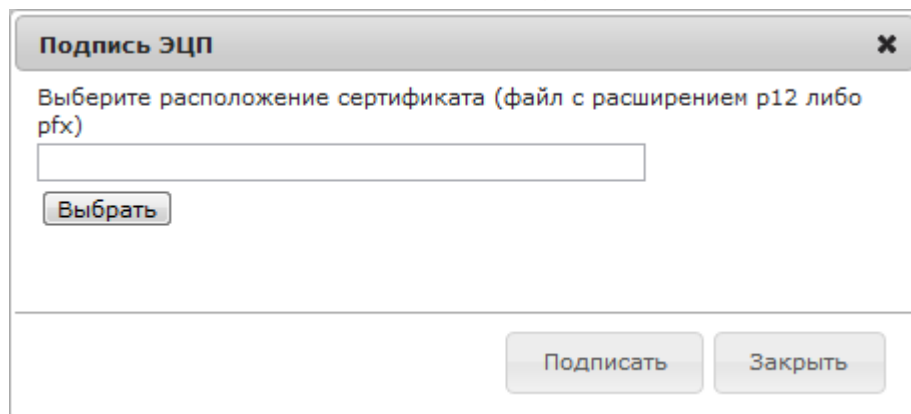 Подпись ЭЦП
Выберите расположение сертификата (файл с расширением p12 либо
pfx)
Выбрать
Подписать Закрыть